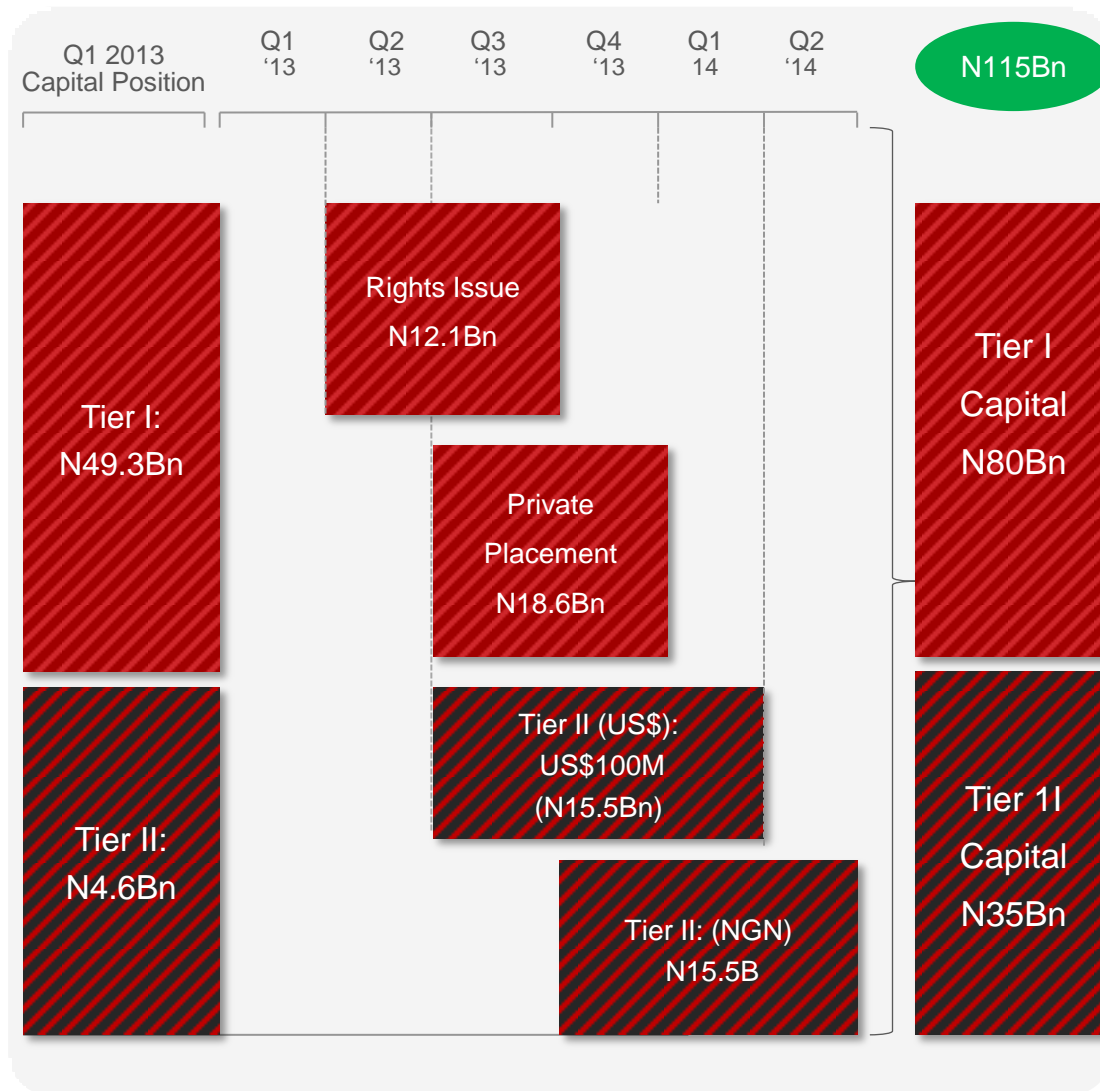 Q1 2013
Capital Position
Q1
‘13
Q2
‘13
Q3
‘13
Q4
‘13
Q1
14
Q2
‘14
N115Bn
Tier I:
N49.3Bn
Rights Issue
N12.1Bn
Private
Placement
N18.6Bn
Tier I
Capital
N80Bn
Tier II:
N4.6Bn
Tier II (US$):
US$100M
(N15.5Bn)
Tier II: (NGN)
N15.5B
Tier 1I
Capital
N35Bn